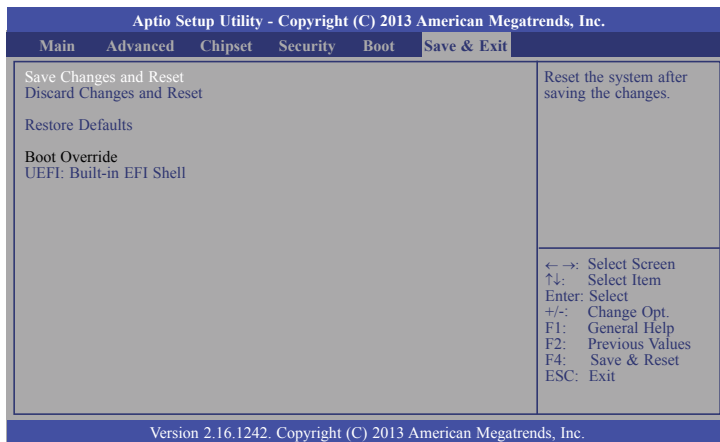 Aptio Setup Utility - Copyright (C) 2013 American Megatrends, Inc.
Main Advanced Chipset Security Boot Save & Exit
Save Changes and Reset
Discard Changes and Reset
Restore Defaults
Boot Override
UEFI: Built-in EFI Shell
Reset the system after
saving the changes.
← →: Select Screen
↑↓: Select Item
Enter: Select
+/-: Change Opt.
F1: General Help
F2: Previous Values
F4: Save & Reset
ESC: Exit
Version 2.16.1242. Copyright (C) 2013 American Megatrends, Inc.